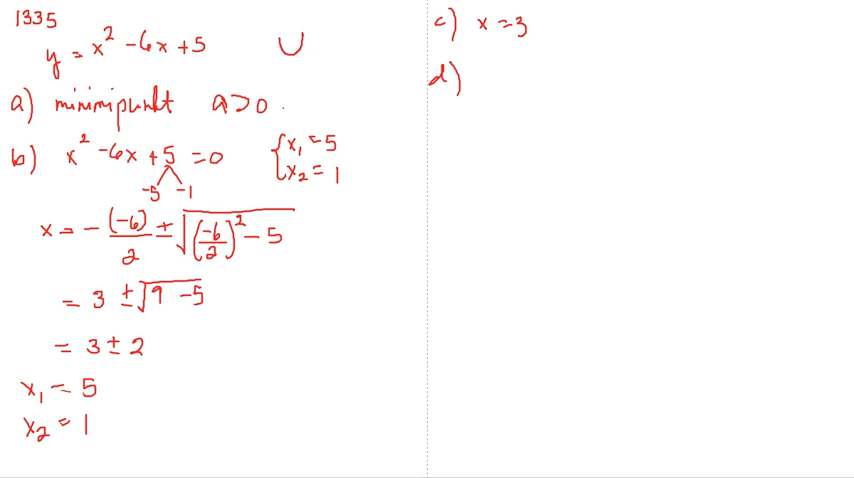 1335
y = x² - 6x + 5
a) minimipunkt a > 0.
b) x² - 6x + 5 = 0 { x₁ = 5
x₂ = 1
-5 -1
x = - (-6)/2 ± √((-6/2)² - 5)
= 3 ± √(9 - 5)
= 3 ± 2
x₁ = 5
x₂ = 1
c) x = 3
d)